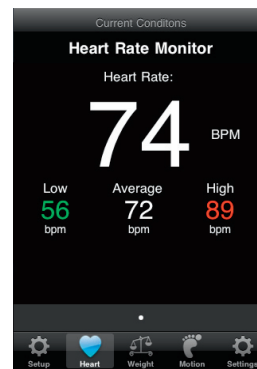 Current Conditons
Heart Rate Monitor
Heart Rate:
74 BPM
Low Average High
56 72 89
bpm bpm bpm
Setup Heart Weight Motion Settings